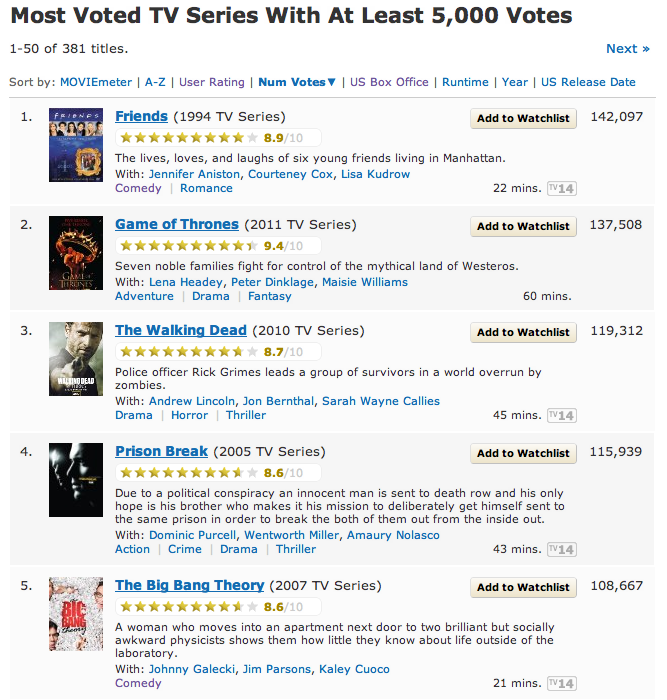 Most Voted TV Series With At Least 5,000 Votes
1-50 of 381 titles.
Next »
Sort by: MOVIEmeter | A-Z | User Rating | Num Votes▼ | US Box Office | Runtime | Year | US Release Date
1. Friends (1994 TV Series) Add to Watchlist 142,097
FRIENDS
8.9/10
The lives, loves, and laughs of six young friends living in Manhattan.
With: Jennifer Aniston, Courteney Cox, Lisa Kudrow
Comedy | Romance 22 mins. TV14
2. Game of Thrones (2011 TV Series) Add to Watchlist 137,508
9.4/10
GAME OF THRONES
Seven noble families fight for control of the mythical land of Westeros.
With: Lena Headey, Peter Dinklage, Maisie Williams
Adventure | Drama | Fantasy 60 mins.
3. The Walking Dead (2010 TV Series) Add to Watchlist 119,312
8.7/10
WALKING DEAD
Police officer Rick Grimes leads a group of survivors in a world overrun by
zombies.
With: Andrew Lincoln, Jon Bernthal, Sarah Wayne Callies
Drama | Horror | Thriller 45 mins. TV14
4. Prison Break (2005 TV Series) Add to Watchlist 115,939
8.6/10
Due to a political conspiracy an innocent man is sent to death row and his only
hope is his brother who makes it his mission to deliberately get himself sent to
the same prison in order to break the both of them out from the inside out.
With: Dominic Purcell, Wentworth Miller, Amaury Nolasco
Action | Crime | Drama | Thriller 43 mins. TV14
5. The Big Bang Theory (2007 TV Series) Add to Watchlist 108,667
8.6/10
THE BIG BANG theory
A woman who moves into an apartment next door to two brilliant but socially
awkward physicists shows them how little they know about life outside of the
laboratory.
With: Johnny Galecki, Jim Parsons, Kaley Cuoco
Comedy 21 mins. TV14